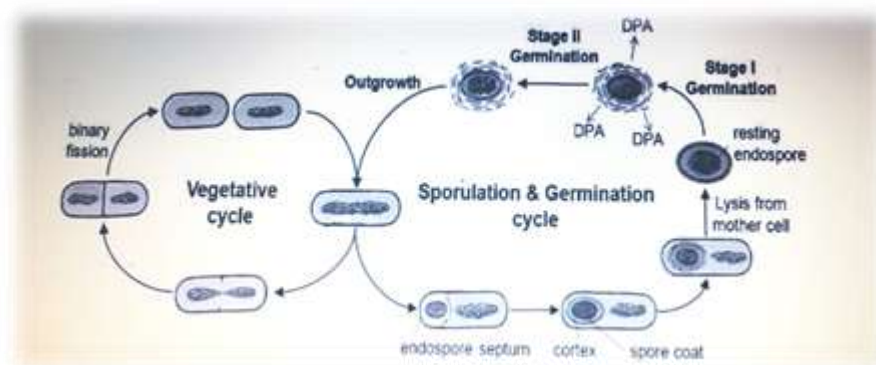 DPA
Stage II
Germination
Stage I
Germination
Outgrowth
binary
fission
DPA
DPA
resting
endospore
Vegetative
cycle
Sporulation & Germination
cycle
Lysis from
mother cell
endospore septum
cortex
spore coat